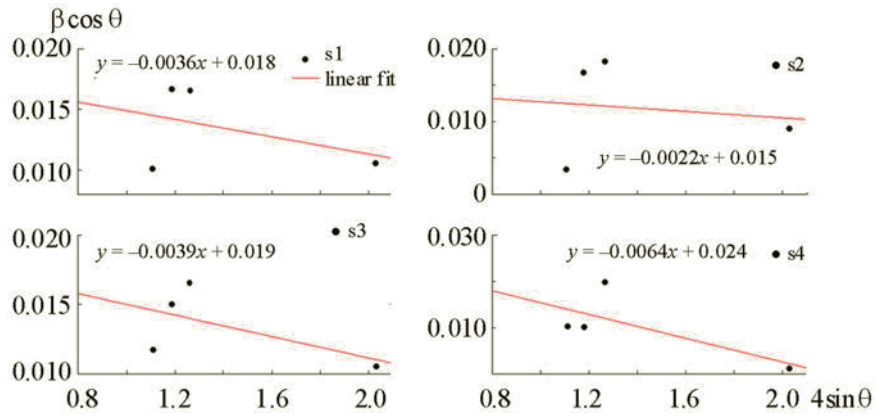 β cos θ
0.020
0.015
0.010
y = −0.0036x + 0.018
s1
linear fit
0.020
0.010
0
s2
y = −0.0022x + 0.015
0.020
0.015
0.010
y = −0.0039x + 0.019
s3
0.8 1.2 1.6 2.0
0.030
0.010
y = −0.0064x + 0.024
s4
0.8 1.2 1.6 2.0 4sinθ